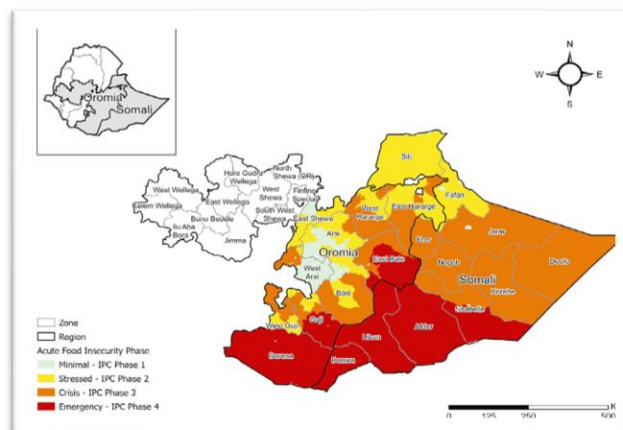 Oromia
Somali
N
W E
S
Siti
Horo Gudru
Wellega
North
Shewa (OR)
West Wellega
West
Shewa
Finfine
Special
Kelem Wellega
East Wellega
Buno Bedele
South West
Shewa
East Shewa
Ilu Aba
Bora
Jimma
West
Hararge
East Hararge
Fafan
Arsi
Oromia
Erer
Jarar
West
Arsi
East Bale
Nogob
Doolo
Somali
Korahe
Bale
Shabelle
West Guji
Guji
Liban
Afder
Borena
Daawa
Zone
Region
Acute Food Insecurity Phase
Minimal - IPC Phase 1
Stressed - IPC Phase 2
Crisis - IPC Phase 3
Emergency - IPC Phase 4
0 125 250 500
K